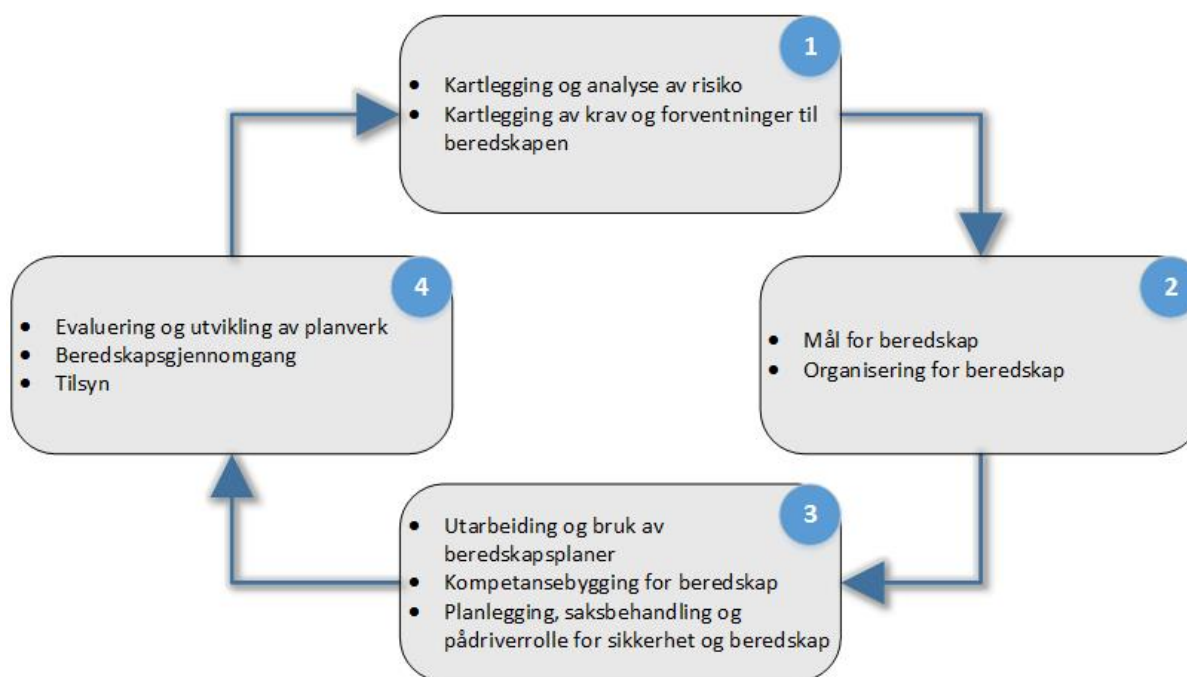 1
• Kartlegging og analyse av risiko
• Kartlegging av krav og forventninger til
beredskapen
2
• Mål for beredskap
• Organisering for beredskap
3
• Utarbeiding og bruk av
beredskapsplaner
• Kompetansebygging for beredskap
• Planlegging, saksbehandling og
pådriverrolle for sikkerhet og beredskap
4
• Evaluering og utvikling av planverk
• Beredskapsgjennomgang
• Tilsyn